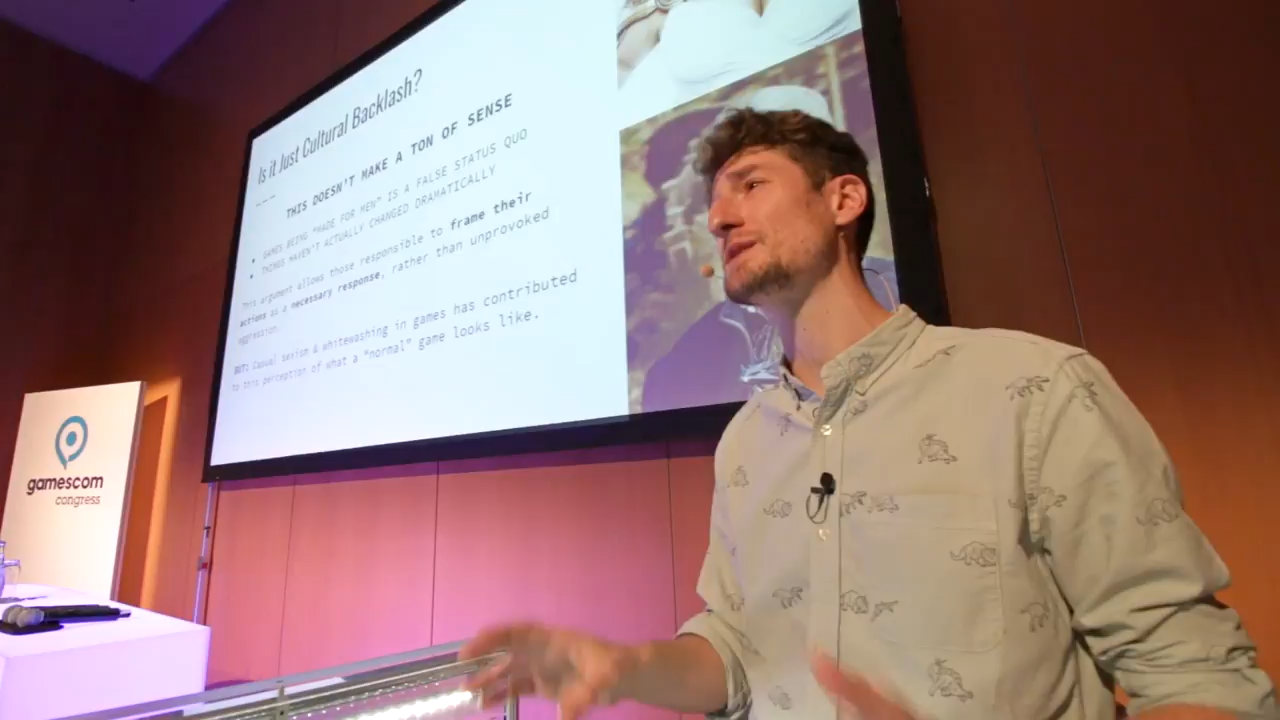 Is it Just Cultural Backlash?
THIS DOESN'T MAKE A TON OF SENSE
GAMES BEING "MADE FOR MEN" IS A FALSE STATUS QUO
THINGS HAVEN'T ACTUALLY CHANGED DRAMATICALLY
This argument allows those responsible to frame their
actions as a necessary response, rather than unprovoked
aggression.
BUT: Casual sexism & whitewashing in games has contributed
to this perception of what a "normal" game looks like.
gamescom
congress